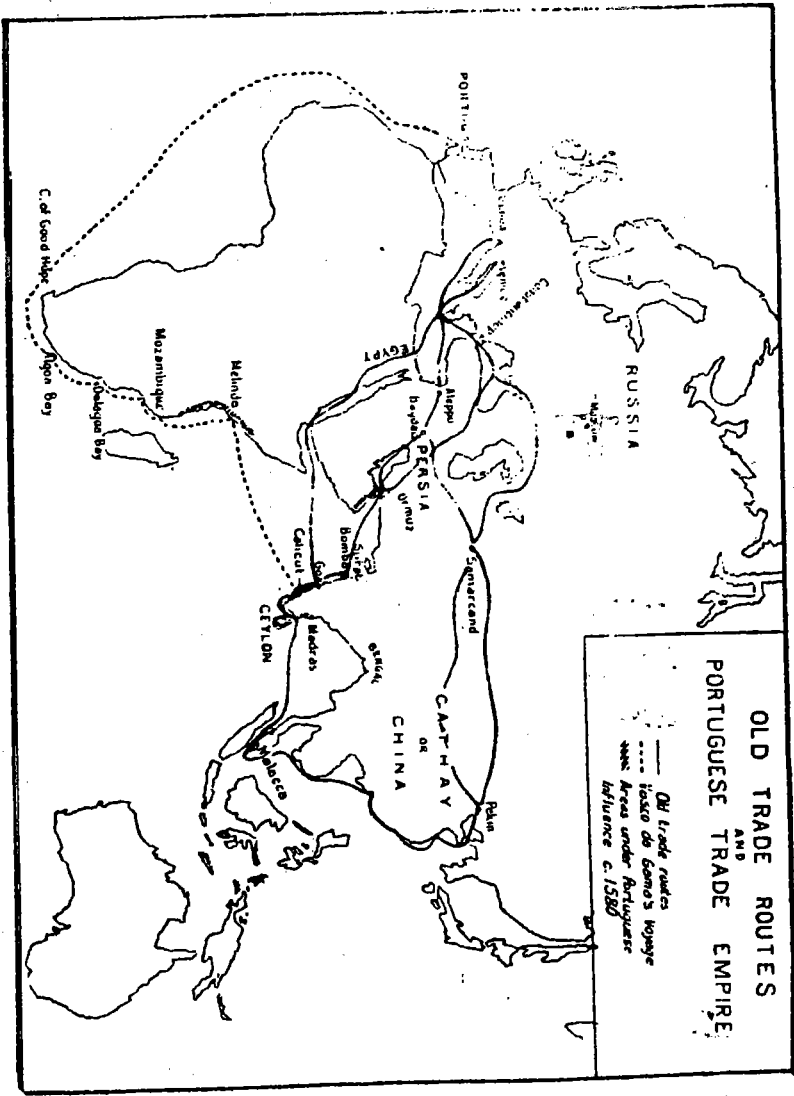 OLD TRADE ROUTES
AND
PORTUGUESE TRADE EMPIRE
Old trade routes
Vasco da Gama's Voyage
Areas under Portuguese
Influence c. 1580
RUSSIA
Constantinople
Aleppo
EGYPT
PERSIA
Ormuz
Samarcand
CATHAY
OR
CHINA
Pekin
Surat
Goa
Calicut
CEYLON
Madras
BENGAL
Malacca
Melinda
Mozambique
Delagoa Bay
Algoa Bay
C. of Good Hope